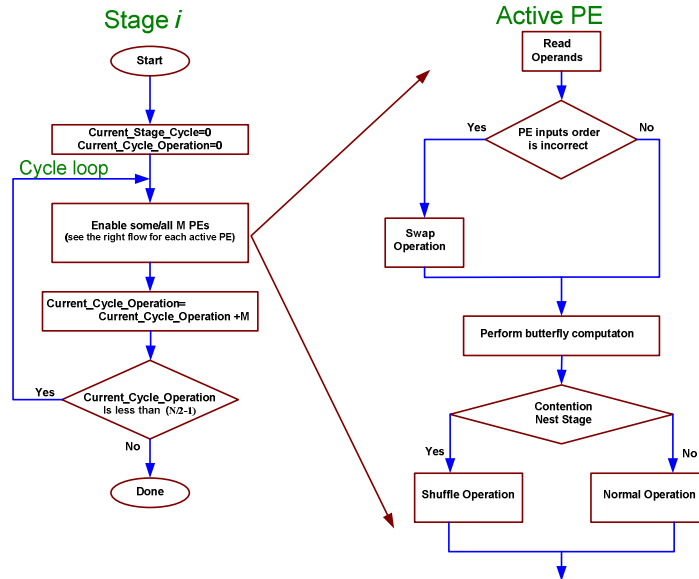 Stage i
Start
Current_Stage_Cycle=0
Current_Cycle_Operation=0
Cycle loop
Enable some/all M PEs
(see the right flow for each active PE)
Current_Cycle_Operation=
Current_Cycle_Operation +M
Yes
Current_Cycle_Operation
Is less than (N/2-1)
No
Done
Active PE
Read
Operands
Yes
PE inputs order
is incorrect
No
Swap
Operation
Perform butterfly computaton
Contention
Nest Stage
Yes
No
Shuffle Operation
Normal Operation